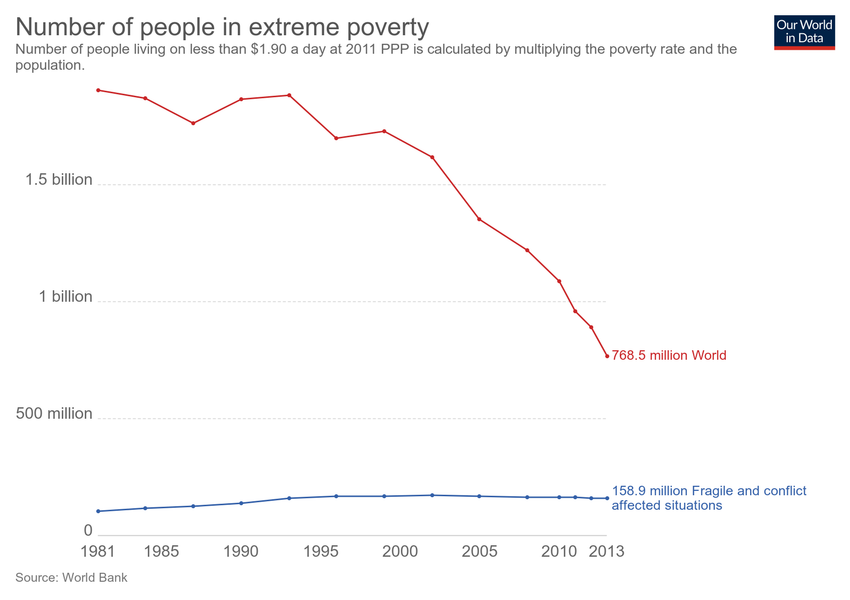 Number of people in extreme poverty
Our World
in Data
Number of people living on less than $1.90 a day at 2011 PPP is calculated by multiplying the poverty rate and the
population.
1.5 billion
1 billion
768.5 million World
500 million
158.9 million Fragile and conflict
affected situations
0
1981 1985 1990 1995 2000 2005 2010 2013
Source: World Bank